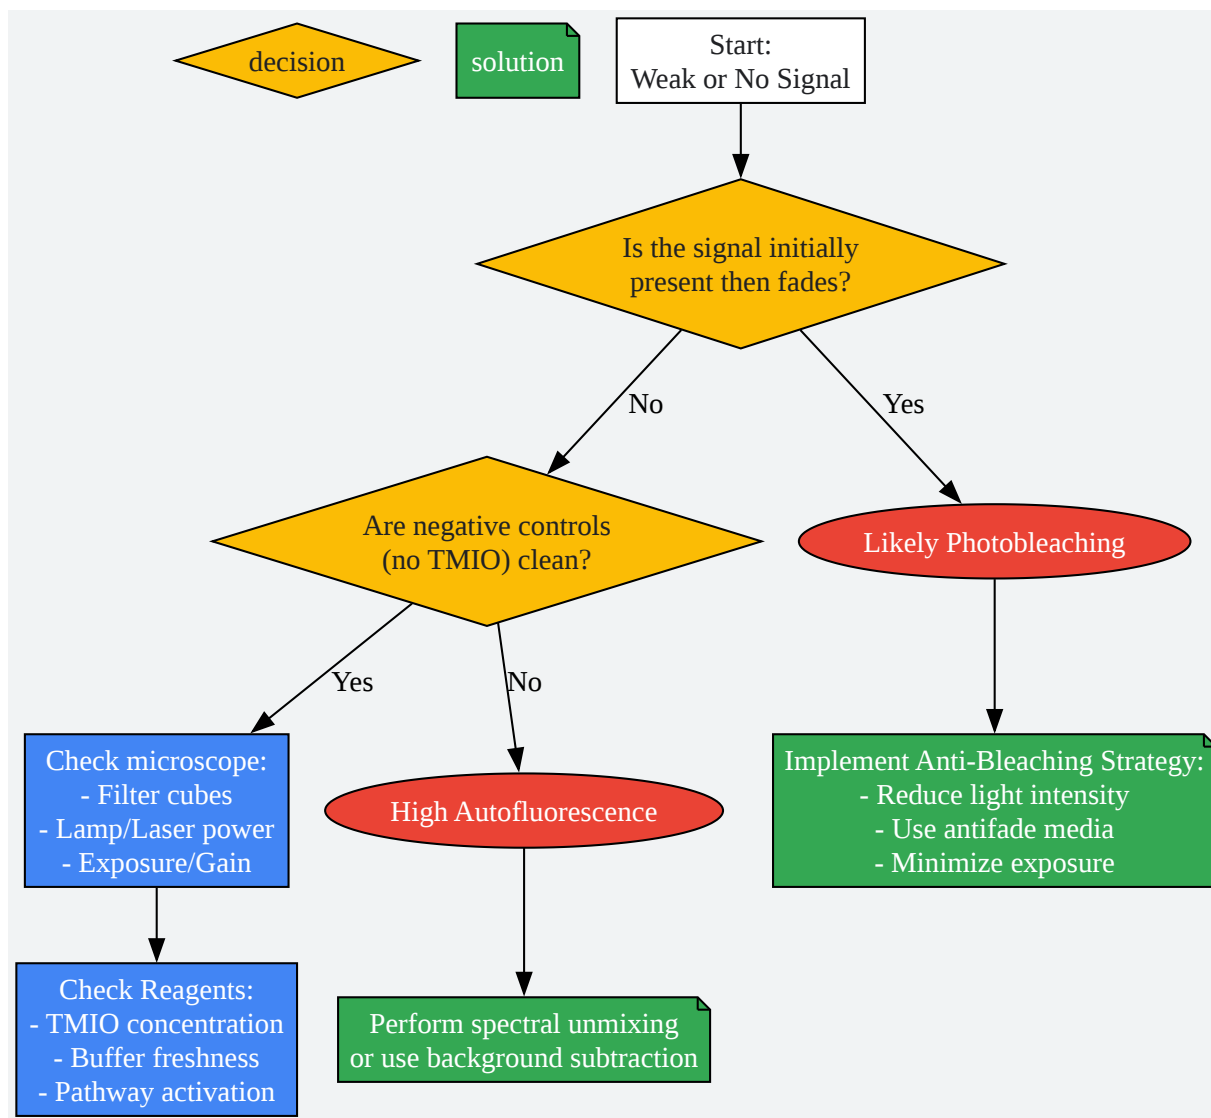 decision
solution
Start:
Weak or No Signal
Is the signal initially
present then fades?
No
Yes
Are negative controls
(no TMIO) clean?
Likely Photobleaching
Yes
No
Check microscope:
- Filter cubes
- Lamp/Laser power
- Exposure/Gain
High Autofluorescence
Implement Anti-Bleaching Strategy:
- Reduce light intensity
- Use antifade media
- Minimize exposure
Check Reagents:
- TMIO concentration
- Buffer freshness
- Pathway activation
Perform spectral unmixing
or use background subtraction